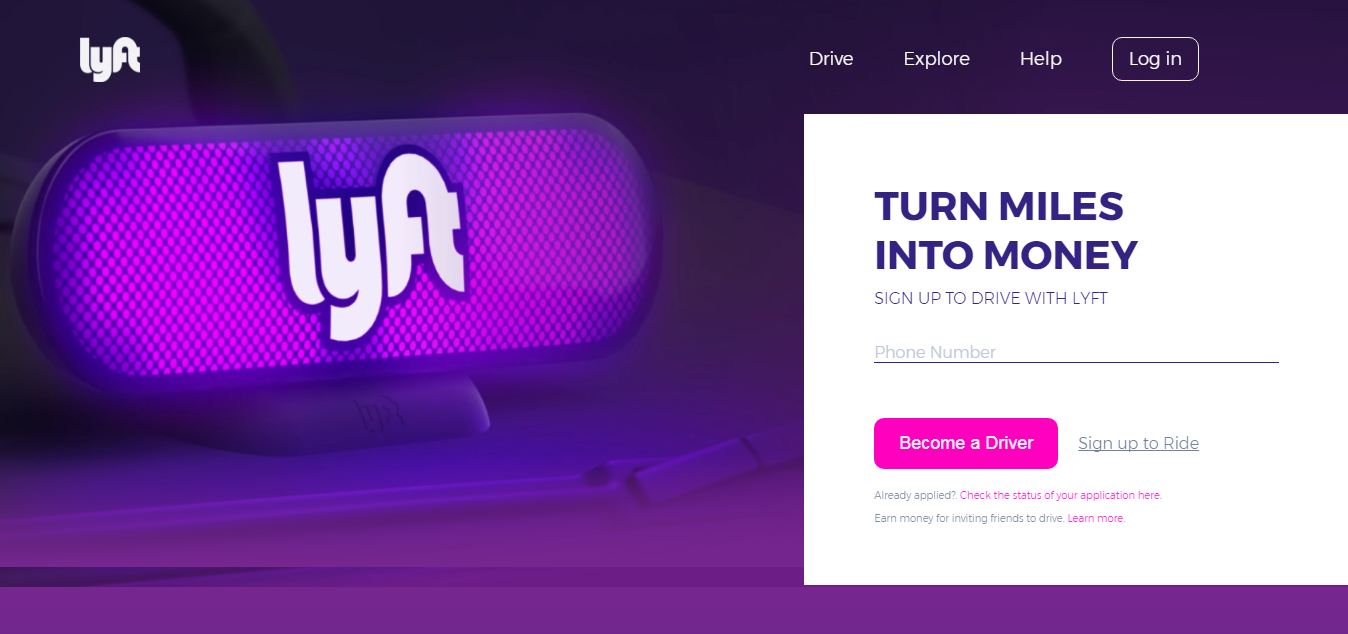 lyft
Drive Explore Help Log in
lyft
TURN MILES
INTO MONEY
SIGN UP TO DRIVE WITH LYFT
Phone Number
lyft
Become a Driver Sign up to Ride
Already applied?. Check the status of your application here.
Earn money for inviting friends to drive. Learn more.